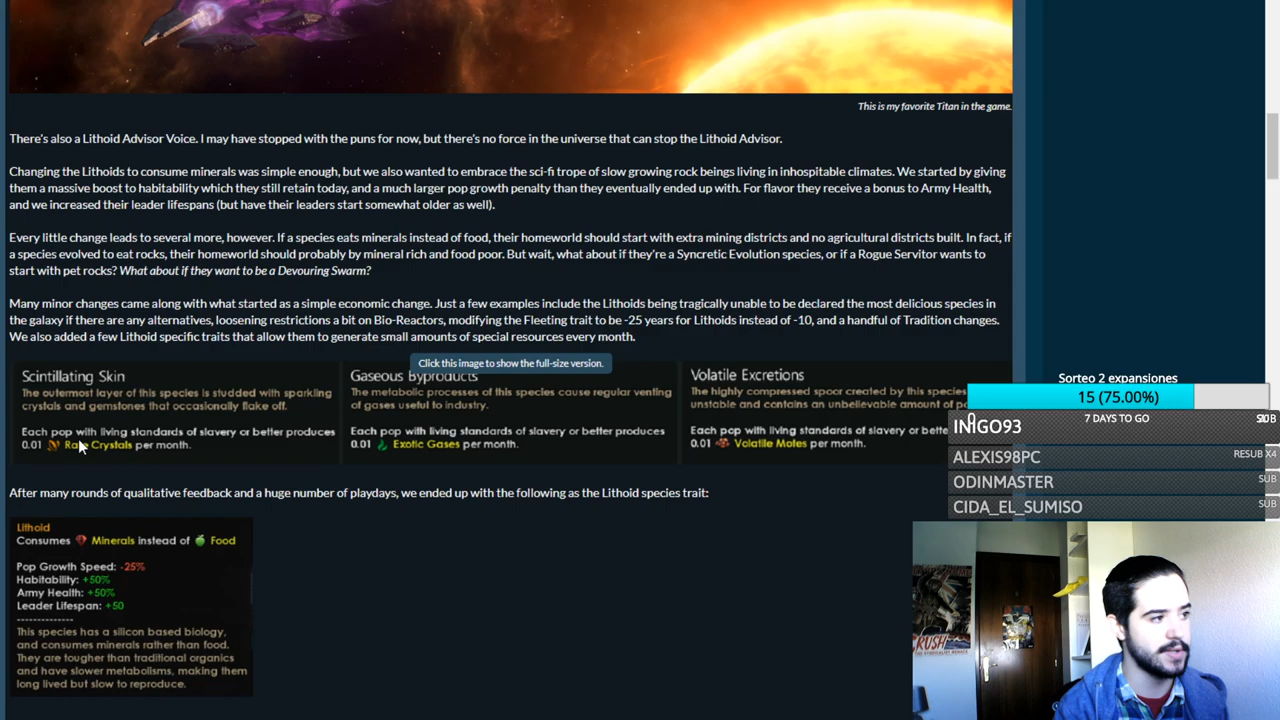 This is my favorite Titan in the game.
There's also a Lithoid Advisor Voice. I may have stopped with the puns for now, but there's no force in the universe that can stop the Lithoid Advisor.
Changing the Lithoids to consume minerals was simple enough, but we also wanted to embrace the sci-fi trope of slow growing rock beings living in inhospitable climates. We started by giving
them a massive boost to habitability which they still retain today, and a much larger pop growth penalty than they eventually ended up with. For flavor they receive a bonus to Army Health,
and we increased their leader lifespans (but have their leaders start somewhat older as well).
Every little change leads to several more, however. If a species eats minerals instead of food, their homeworld should start with extra mining districts and no agricultural districts built. In fact, if
a species evolved to eat rocks, their homeworld should probably by mineral rich and food poor. But wait, what about if they're a Syncretic Evolution species, or if a Rogue Servitor wants to
start with pet rocks? What about if they want to be a Devouring Swarm?
Many minor changes came along with what started as a simple economic change. Just a few examples include the Lithoids being tragically unable to be declared the most delicious species in
the galaxy if there are any alternatives, loosening restrictions a bit on Bio-Reactors, modifying the Fleeting trait to be -25 years for Lithoids instead of -10, and a handful of Tradition changes.
We also added a few Lithoid specific traits that allow them to generate small amounts of special resources every month.
Click this image to show the full-size version.
Scintillating Skin
The outermost layer of this species is studded with sparkling
crystals and gemstones that occasionally flake off.
Each pop with living standards of slavery or better produces
0.01 Rare Crystals per month.
Gaseous Byproducts
The metabolic processes of this species cause regular venting
of gases useful to industry.
Each pop with living standards of slavery or better produces
0.01 Exotic Gases per month.
Volatile Excretions
The highly compressed spoor created by this species
unstable and contains an unbelievable amount of
Each pop with living standards of slavery or bette
0.01 Volatile Motes per month.
After many rounds of qualitative feedback and a huge number of playdays, we ended up with the following as the Lithoid species trait:
Lithoid
Consumes Minerals instead of Food
Pop Growth Speed: -25%
Habitability: +50%
Army Health: +50%
Leader Lifespan: +50
--------------
This species has a silicon based biology,
and consumes minerals rather than food.
They are tougher than traditional organics
and have slower metabolisms, making them
long lived but slow to reproduce.
Sorteo 2 expansiones
15 (75.00%)
0
7 DAYS TO GO
INIGO93
SUB
ALEXIS98PC
RESUB X4
ODINMASTER
SUB
CIDA_EL_SUMISO
SUB
CRUSH